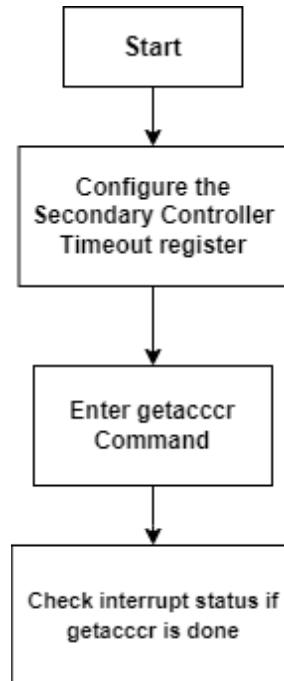 Start
Configure the
Secondary Controller
Timeout register
Enter getacccr
Command
Check interrupt status if
getacccr is done